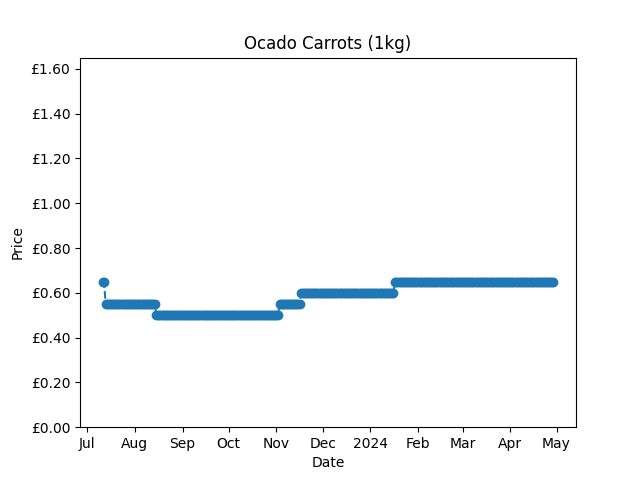 Ocado Carrots (1kg)
£1.60
£1.40
£1.20
£1.00
£0.80
£0.60
£0.40
£0.20
£0.00
Price
Jul Aug Sep Oct Nov Dec 2024 Feb Mar Apr May
Date